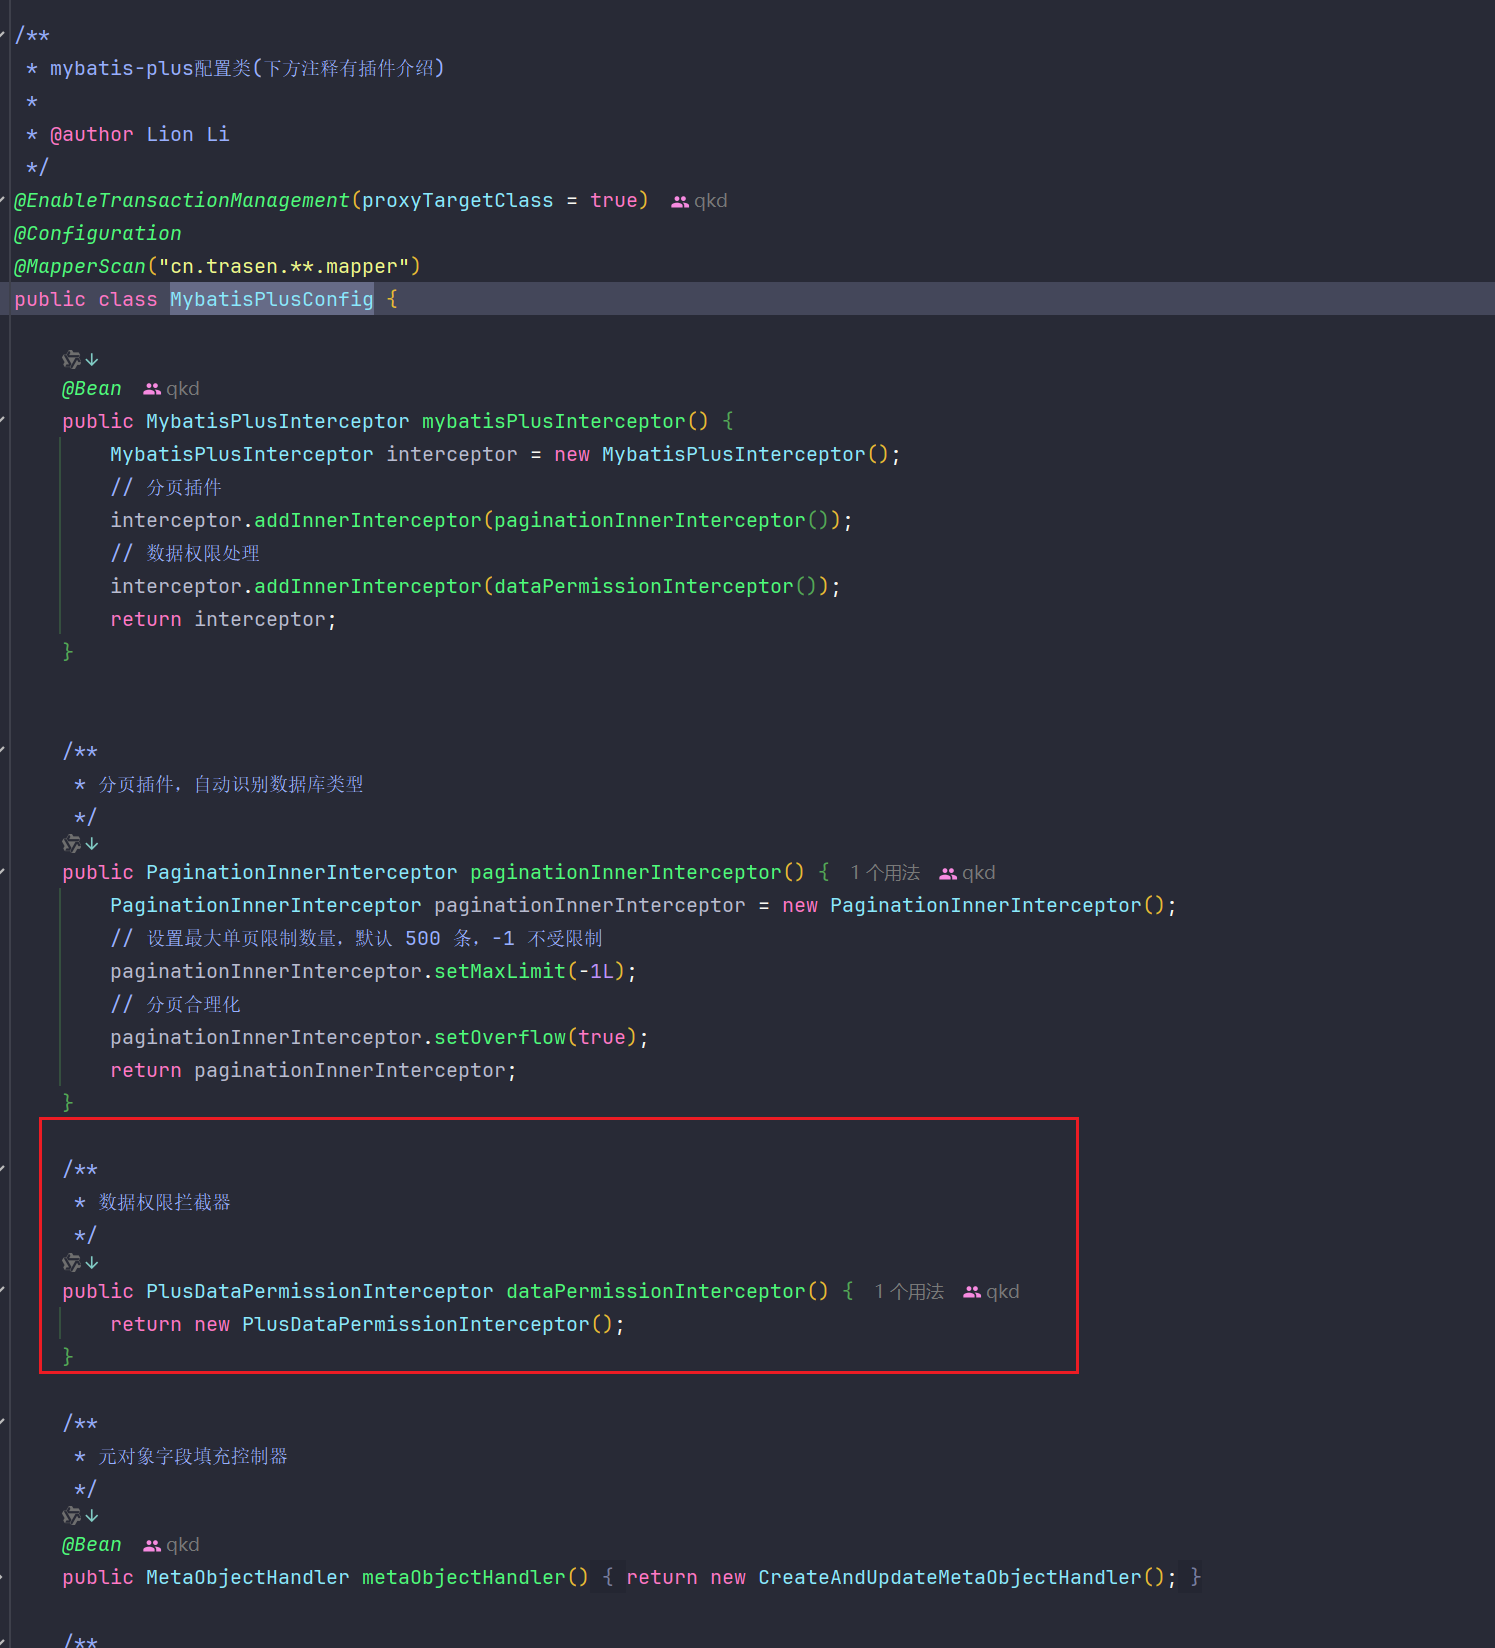 /**
 * mybatis-plus配置类(下方注释有插件介绍)
 *
 * @author Lion Li
 */
@EnableTransactionManagement(proxyTargetClass = true) qkd
@Configuration
@MapperScan("cn.trasen.**.mapper")
public class MybatisPlusConfig {
@Bean qkd
public MybatisPlusInterceptor mybatisPlusInterceptor() {
MybatisPlusInterceptor interceptor = new MybatisPlusInterceptor();
// 分页插件
interceptor.addInnerInterceptor(paginationInnerInterceptor());
// 数据权限处理
interceptor.addInnerInterceptor(dataPermissionInterceptor());
return interceptor;
}
/**
 * 分页插件，自动识别数据库类型
 */
public PaginationInnerInterceptor paginationInnerInterceptor() { 1 个用法 qkd
PaginationInnerInterceptor paginationInnerInterceptor = new PaginationInnerInterceptor();
// 设置最大单页限制数量，默认 500 条，-1 不受限制
paginationInnerInterceptor.setMaxLimit(-1L);
// 分页合理化
paginationInnerInterceptor.setOverflow(true);
return paginationInnerInterceptor;
}
/**
 * 数据权限拦截器
 */
public PlusDataPermissionInterceptor dataPermissionInterceptor() { 1 个用法 qkd
return new PlusDataPermissionInterceptor();
}
/**
 * 元对象字段填充控制器
 */
@Bean qkd
public MetaObjectHandler metaObjectHandler() { return new CreateAndUpdateMetaObjectHandler(); }
/**